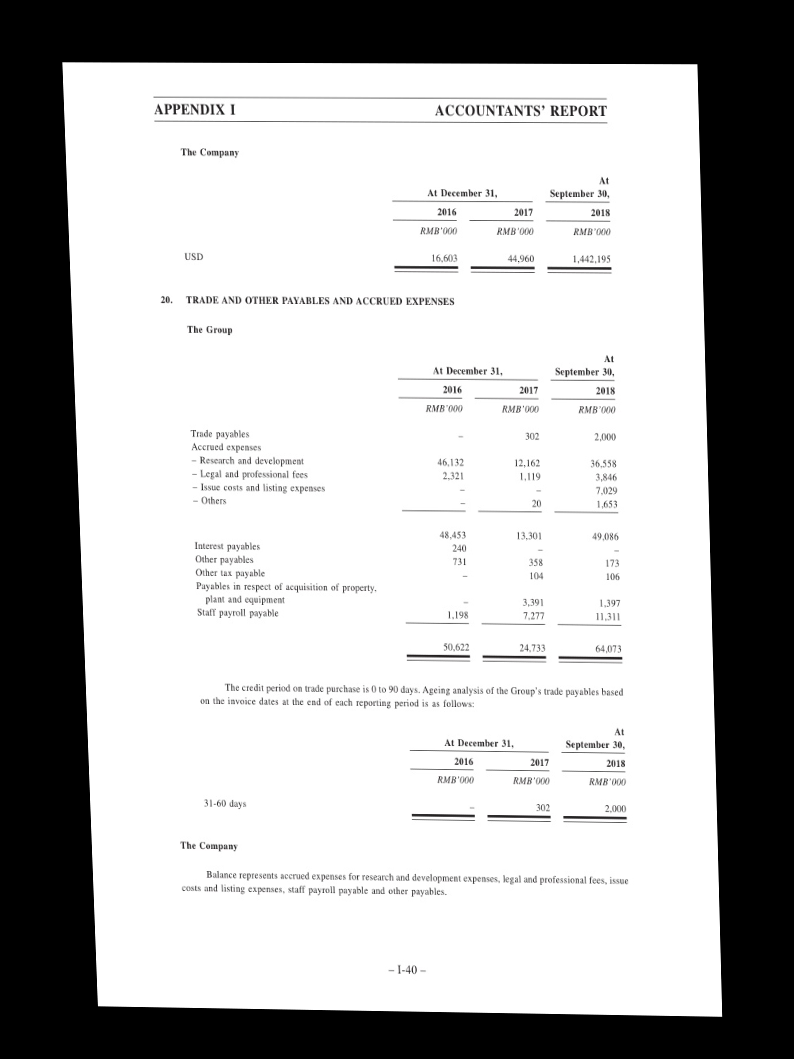 APPENDIX I ACCOUNTANTS' REPORT
The Company
At
At December 31, September 30,
2016 2017 2018
RMB'000 RMB'000 RMB'000
USD 16,603 44,960 1,442,195
20. TRADE AND OTHER PAYABLES AND ACCRUED EXPENSES
The Group
At
At December 31, September 30,
2016 2017 2018
RMB'000 RMB'000 RMB'000
Trade payables – 302 2,000
Accrued expenses
– Research and development 46,132 12,162 36,558
– Legal and professional fees 2,321 1,119 3,846
– Issue costs and listing expenses – – 7,029
– Others – 20 1,653
48,453 13,301 49,086
Interest payables 240 – –
Other payables 731 358 173
Other tax payable – 104 106
Payables in respect of acquisition of property,
plant and equipment – 3,391 1,397
Staff payroll payable 1,198 7,277 11,311
50,622 24,733 64,073
The credit period on trade purchase is 0 to 90 days. Ageing analysis of the Group's trade payables based
on the invoice dates at the end of each reporting period is as follows:
At
At December 31, September 30,
2016 2017 2018
RMB'000 RMB'000 RMB'000
31-60 days – 302 2,000
The Company
Balance represents accrued expenses for research and development expenses, legal and professional fees, issue
costs and listing expenses, staff payroll payable and other payables.
– I-40 –